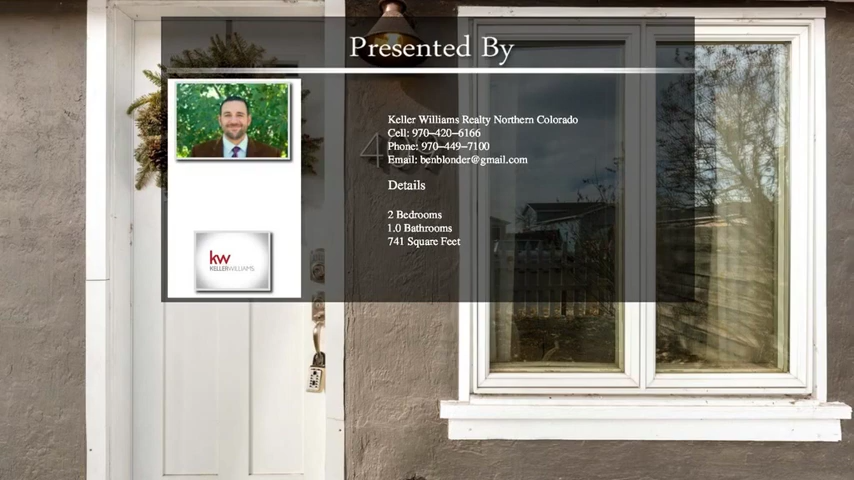 Presented By
Keller Williams Realty Northern Colorado
Cell: 970-420-6166
Phone: 970-449-7100
Email: benblonder@gmail.com
Details
2 Bedrooms
1.0 Bathrooms
741 Square Feet
kw
KELLERWILLIAMS